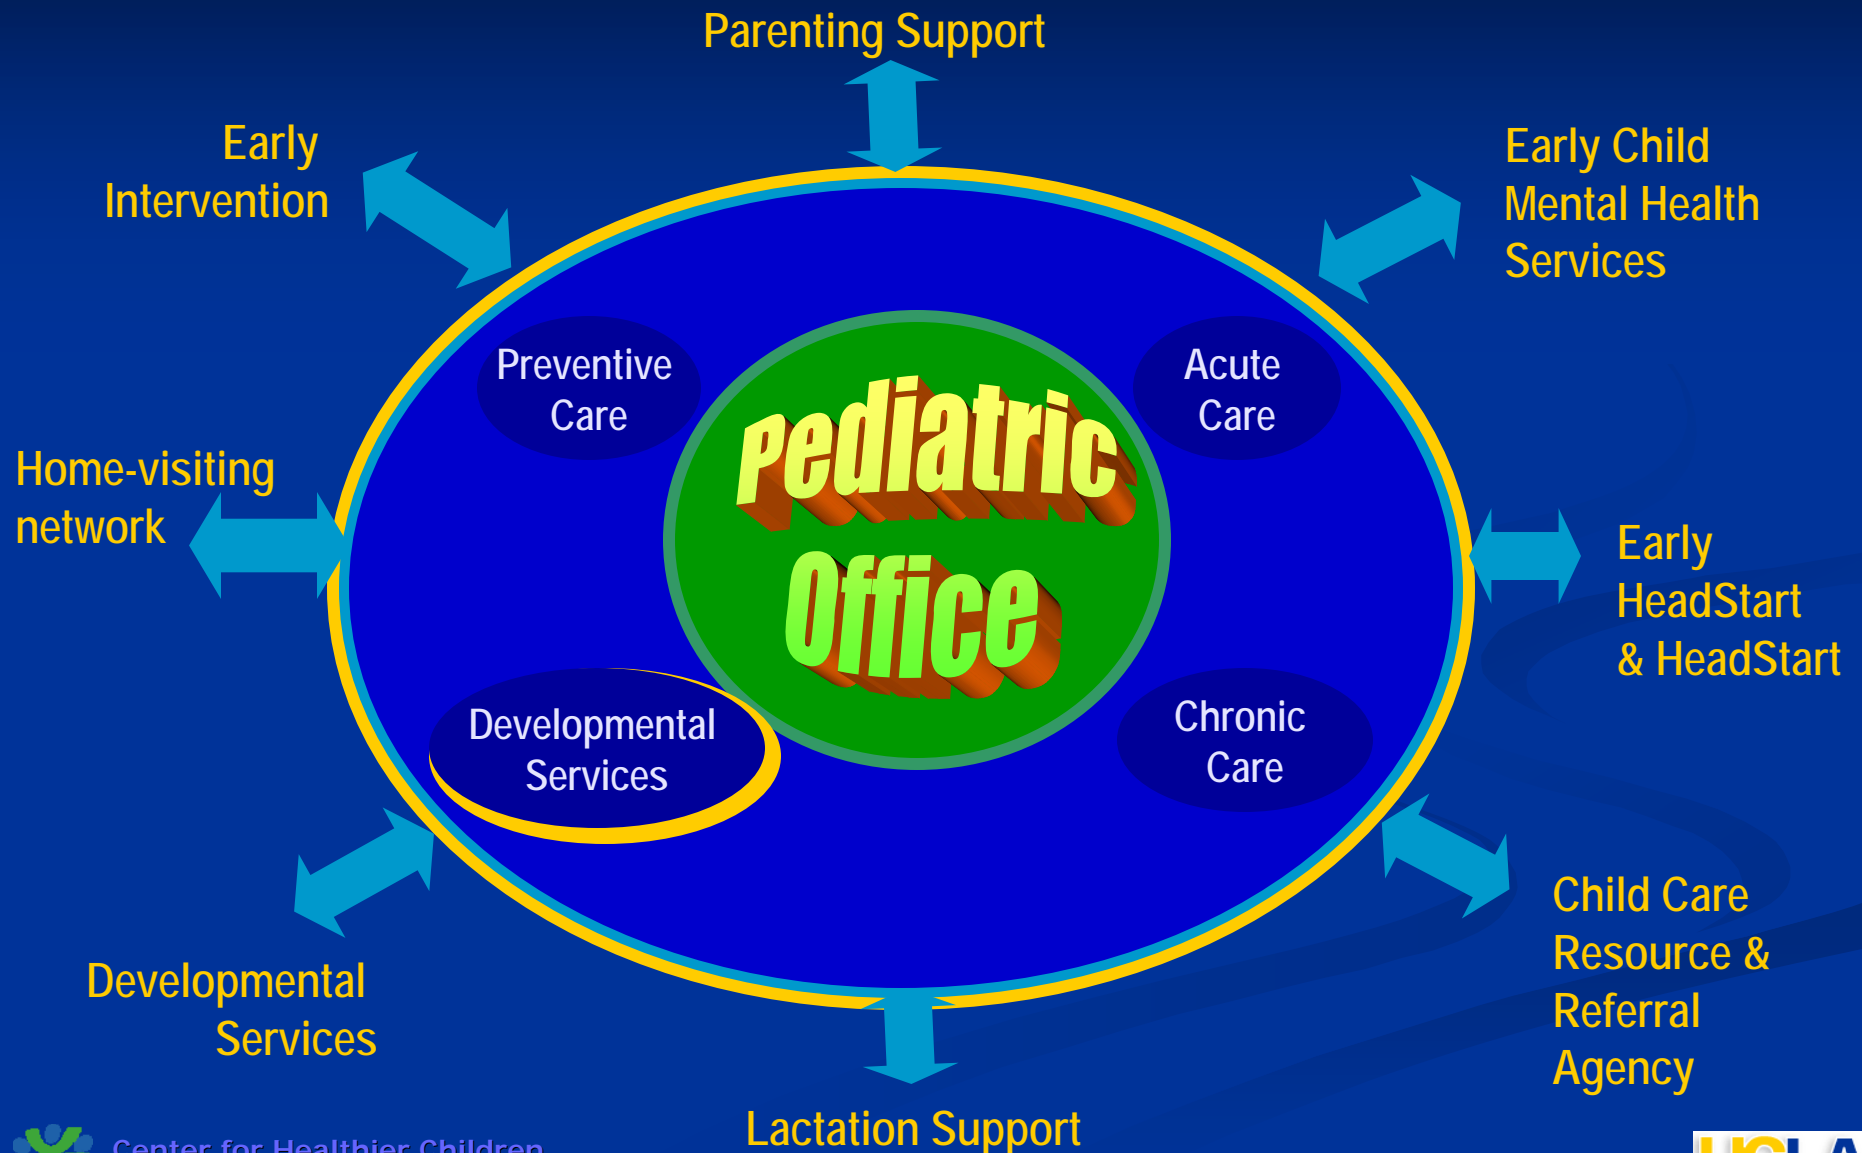 Parenting Support
Early
Intervention
Early Child
Mental Health
Services
Preventive
Care
Acute
Care
Pediatric
Office
Home-visiting
network
Early
HeadStart
& HeadStart
Developmental
Services
Chronic
Care
Developmental
Services
Child Care
Resource &
Referral
Agency
Lactation Support
Center for Healthier Children
UCLA